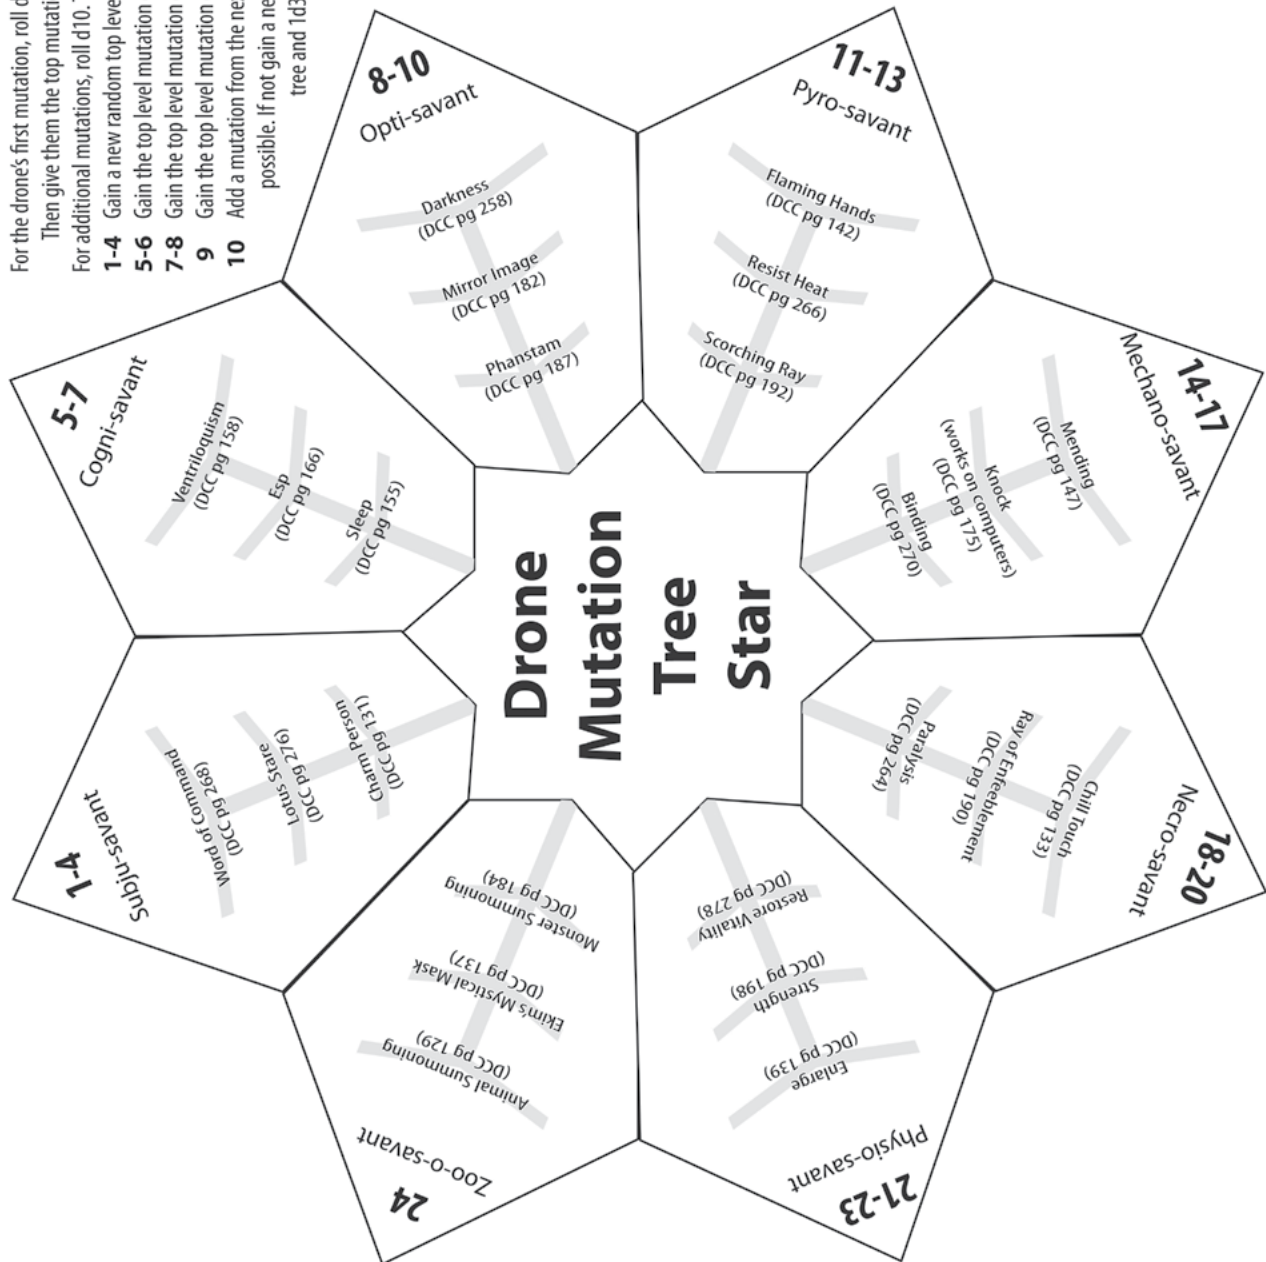 For the drone's first mutation, roll d
Then give them the top mutati
For additional mutations, roll d10.
1-4 Gain a new random top leve
5-6 Gain the top level mutation
7-8 Gain the top level mutation
9 Gain the top level mutation
10 Add a mutation from the ne
possible. If not gain a ne
tree and 1d3
Drone
Mutation
Tree
Star
1-4
Subju-savant
Word of Command
(DCC pg 268)
Lotus Stare
(DCC pg 276)
Charm Person
(DCC pg 131)
5-7
Cogni-savant
Ventriloquism
(DCC pg 158)
Esp
(DCC pg 166)
Sleep
(DCC pg 155)
8-10
Opti-savant
Darkness
(DCC pg 258)
Mirror Image
(DCC pg 182)
Phanstam
(DCC pg 187)
11-13
Pyro-savant
Flaming Hands
(DCC pg 142)
Resist Heat
(DCC pg 266)
Scorching Ray
(DCC pg 192)
14-17
Mechano-savant
Mending
(DCC pg 147)
Knock
(works on computers)
(DCC pg 175)
Binding
(DCC pg 270)
18-20
Necro-savant
Chill Touch
(DCC pg 133)
Ray of Enfeeblement
(DCC pg 190)
Paralysis
(DCC pg 264)
21-23
Physio-savant
Enlarge
(DCC pg 139)
Strength
(DCC pg 198)
Restore Vitality
(DCC pg 278)
24
Zoo-o-savant
Animal Summoning
(DCC pg 129)
Ekim's Mystical Mask
(DCC pg 137)
Monster Summoning
(DCC pg 184)